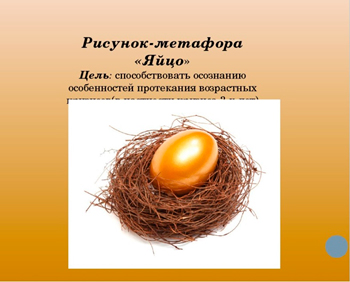 Рисунок-метафора
«Яйцо»
Цель: способствовать осознанию
особенностей протекания возрастных